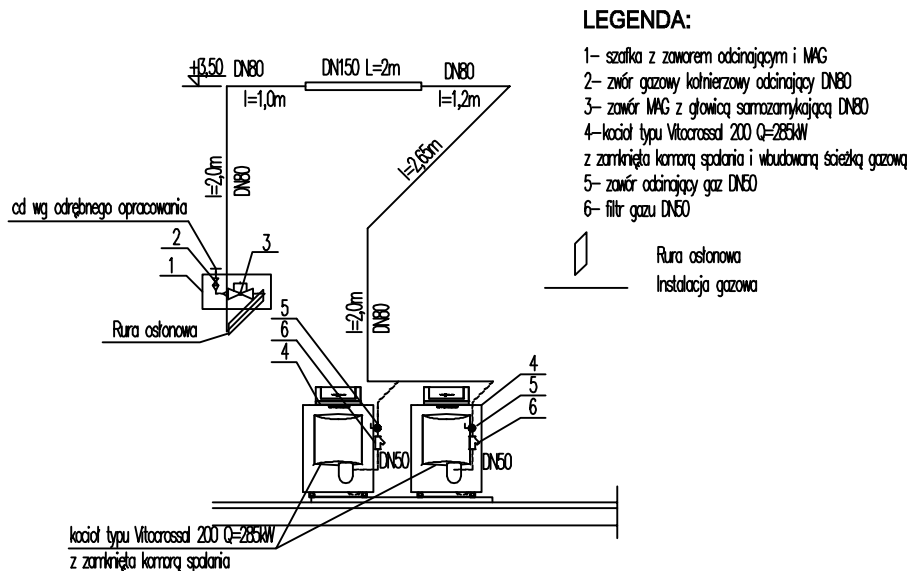 LEGENDA:
1- szafka z zaworem odcinającym i MAG
2- zwór gazowy kołnierzowy odcinający DN80
3- zawór MAG z głowicą samozamykającą DN80
4-kocioł typu Vitocrossal 200 Q=285kW
z zamknięta komorą spalania i wbudowaną ścieżką gazową
5- zawór odcinający gaz DN50
6- filtr gazu DN50
Rura osłonowa
Instalacja gazowa
+13,50
DN80
DN150 L=2m
DN80
l=1,0m
l=1,2m
l=2,65m
l=2,0m
DN80
cd wg odrębnego opracowania
2
3
1
Rura osłonowa
l=2,0m
DN80
5
6
4
4
5
6
DN50
DN50
kocioł typu Vitocrossal 200 Q=285kW
z zamknięta komorą spalania